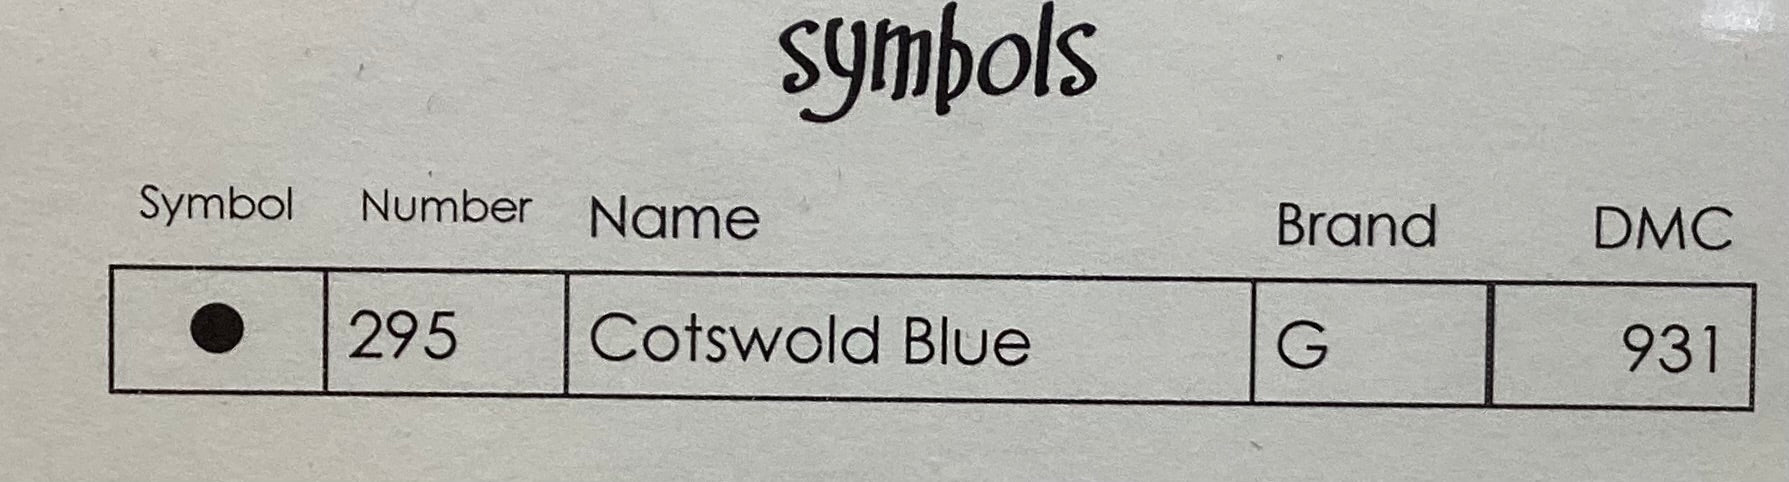 symbols
Symbol Number Name Brand DMC
● 295 Cotswold Blue G 931